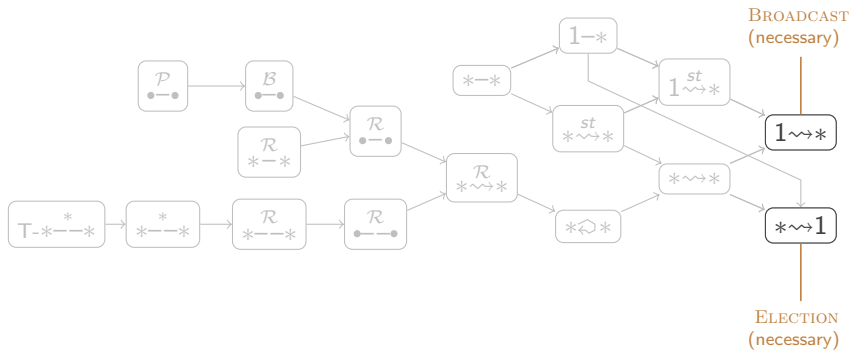 BROADCAST
(necessary)
1−∗
∗−∗
st
1⇝∗
P
•−•
B
•−•
R
•−•
st
∗⇝∗
1⇝∗
R
∗−∗
R
∗⇝∗
∗⇝∗
∗
T-∗−−∗
∗
∗−−∗
R
∗−−∗
R
•−−•
∗∗
∗⇝1
ELECTION
(necessary)